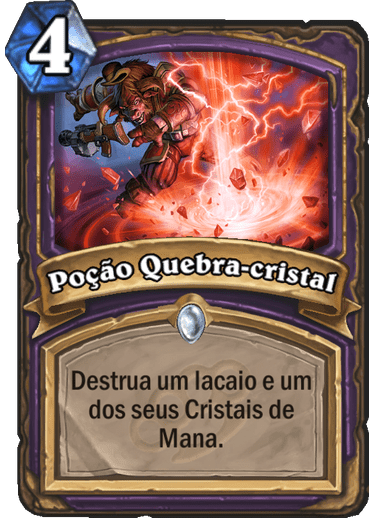 4
Poção Quebra-cristal
Destrua um lacaio e um
dos seus Cristais de
Mana.